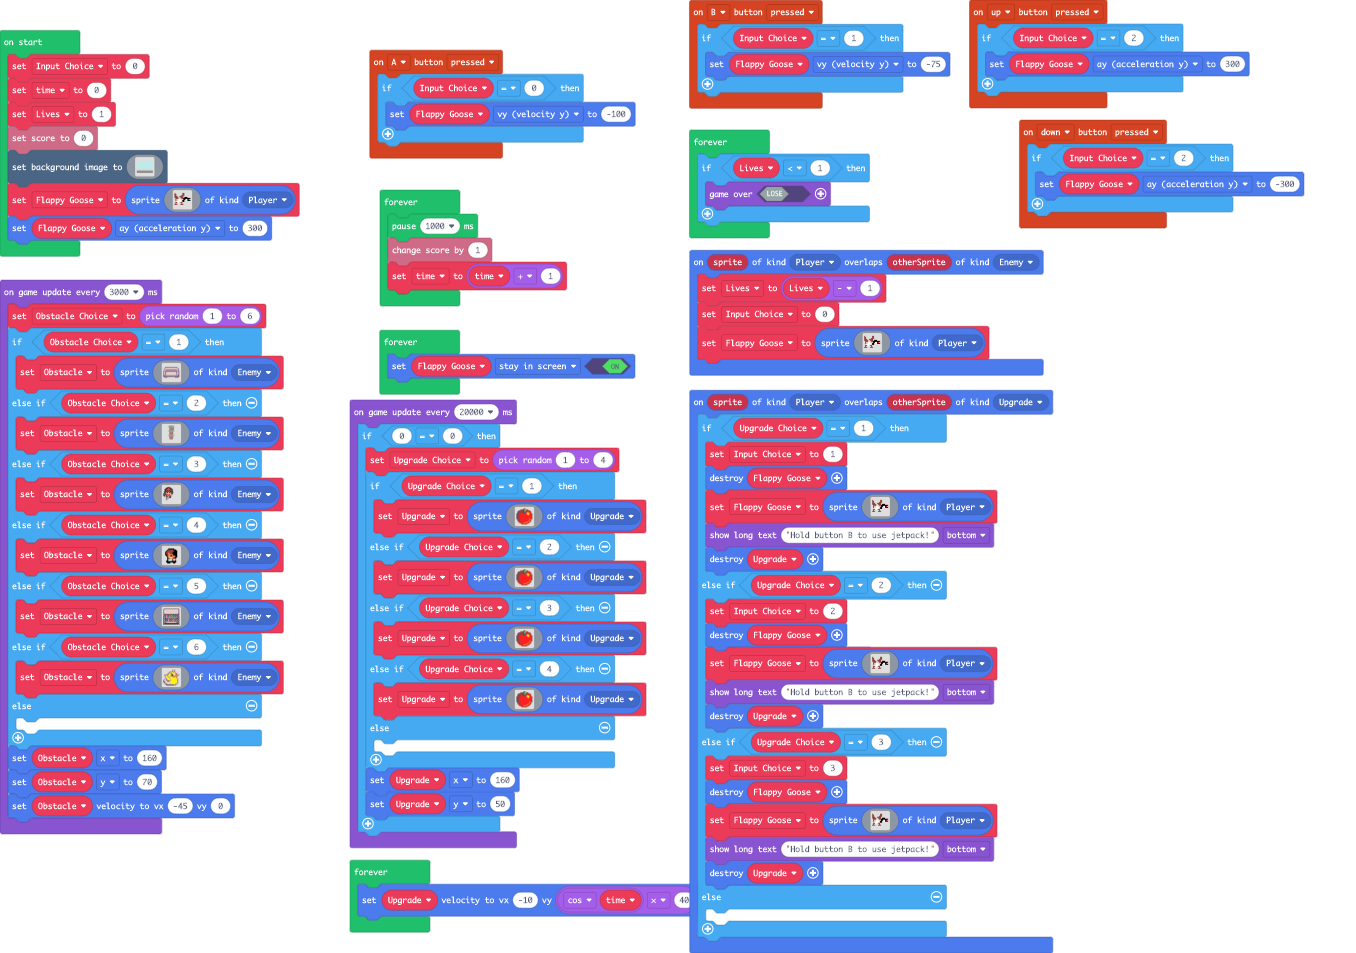 on start
set Input Choice to 0
set time to 0
set Lives to 1
set score to 0
set background image to
set Flappy Goose to sprite of kind Player
set Flappy Goose ay (acceleration y) to 300
on game update every 3000 ms
set Obstacle Choice to pick random 1 to 6
if Obstacle Choice = 1 then
set Obstacle to sprite of kind Enemy
else if Obstacle Choice = 2 then
set Obstacle to sprite of kind Enemy
else if Obstacle Choice = 3 then
set Obstacle to sprite of kind Enemy
else if Obstacle Choice = 4 then
set Obstacle to sprite of kind Enemy
else if Obstacle Choice = 5 then
set Obstacle to sprite of kind Enemy
else if Obstacle Choice = 6 then
set Obstacle to sprite of kind Enemy
else
set Obstacle x to 160
set Obstacle y to 70
set Obstacle velocity to vx -45 vy 0
on A button pressed
if Input Choice = 0 then
set Flappy Goose vy (velocity y) to -100
forever
pause 1000 ms
change score by 1
set time to time + 1
forever
set Flappy Goose stay in screen ON
on game update every 20000 ms
if 0 = 0 then
set Upgrade Choice to pick random 1 to 4
if Upgrade Choice = 1 then
set Upgrade to sprite of kind Upgrade
else if Upgrade Choice = 2 then
set Upgrade to sprite of kind Upgrade
else if Upgrade Choice = 3 then
set Upgrade to sprite of kind Upgrade
else if Upgrade Choice = 4 then
set Upgrade to sprite of kind Upgrade
else
set Upgrade x to 160
set Upgrade y to 50
forever
set Upgrade velocity to vx -10 vy cos time × 40
on B button pressed
if Input Choice = 1 then
set Flappy Goose vy (velocity y) to -75
on up button pressed
if Input Choice = 2 then
set Flappy Goose ay (acceleration y) to 300
forever
if Lives < 1 then
game over LOSE
on down button pressed
if Input Choice = 2 then
set Flappy Goose ay (acceleration y) to -300
on sprite of kind Player overlaps otherSprite of kind Enemy
set Lives to Lives - 1
set Input Choice to 0
set Flappy Goose to sprite of kind Player
on sprite of kind Player overlaps otherSprite of kind Upgrade
if Upgrade Choice = 1 then
set Input Choice to 1
destroy Flappy Goose
set Flappy Goose to sprite of kind Player
show long text "Hold button B to use jetpack!" bottom
destroy Upgrade
else if Upgrade Choice = 2 then
set Input Choice to 2
destroy Flappy Goose
set Flappy Goose to sprite of kind Player
show long text "Hold button B to use jetpack!" bottom
destroy Upgrade
else if Upgrade Choice = 3 then
set Input Choice to 3
destroy Flappy Goose
set Flappy Goose to sprite of kind Player
show long text "Hold button B to use jetpack!" bottom
destroy Upgrade
else